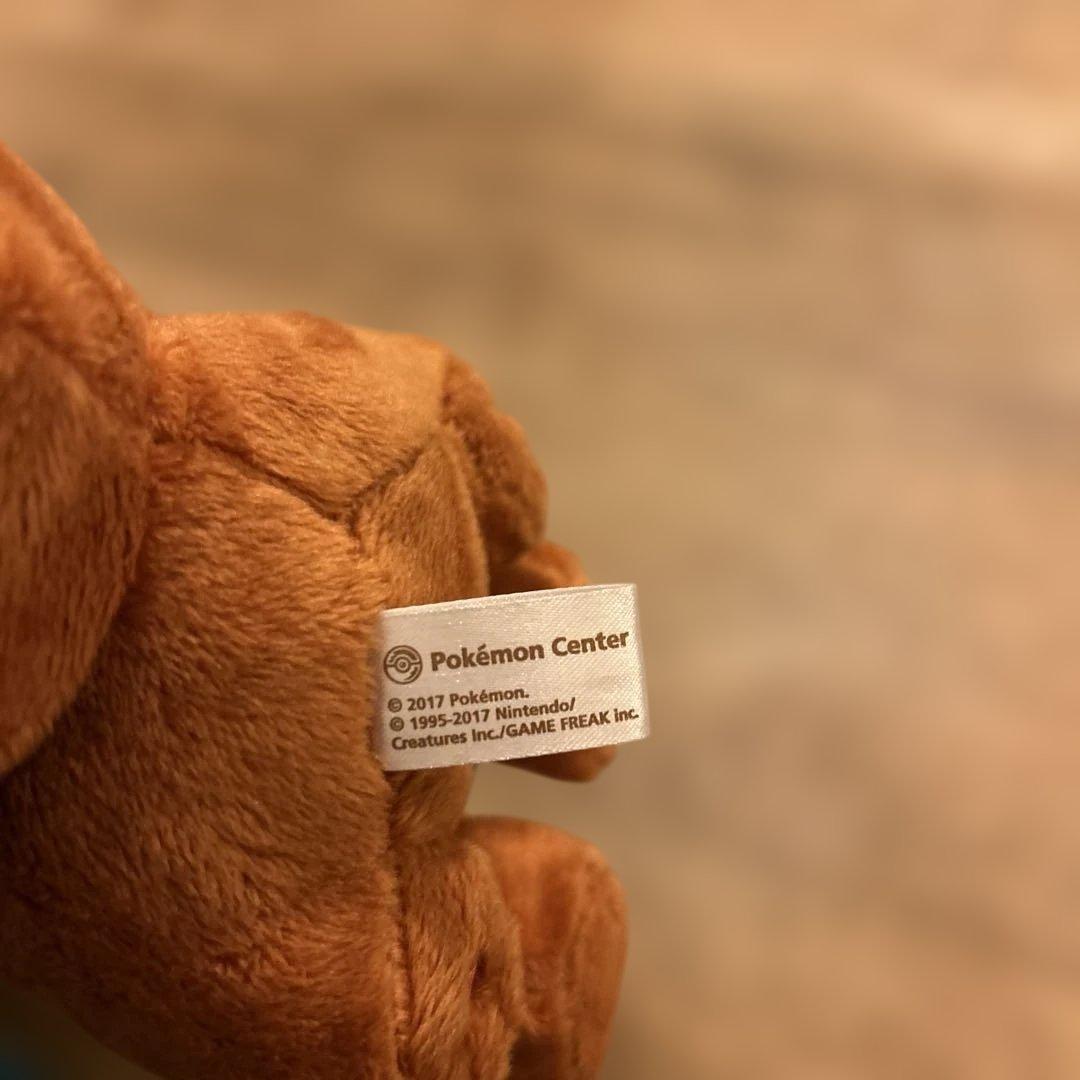 Pokémon Center
© 2017 Pokémon.
© 1995-2017 Nintendo/
Creatures Inc./GAME FREAK inc.